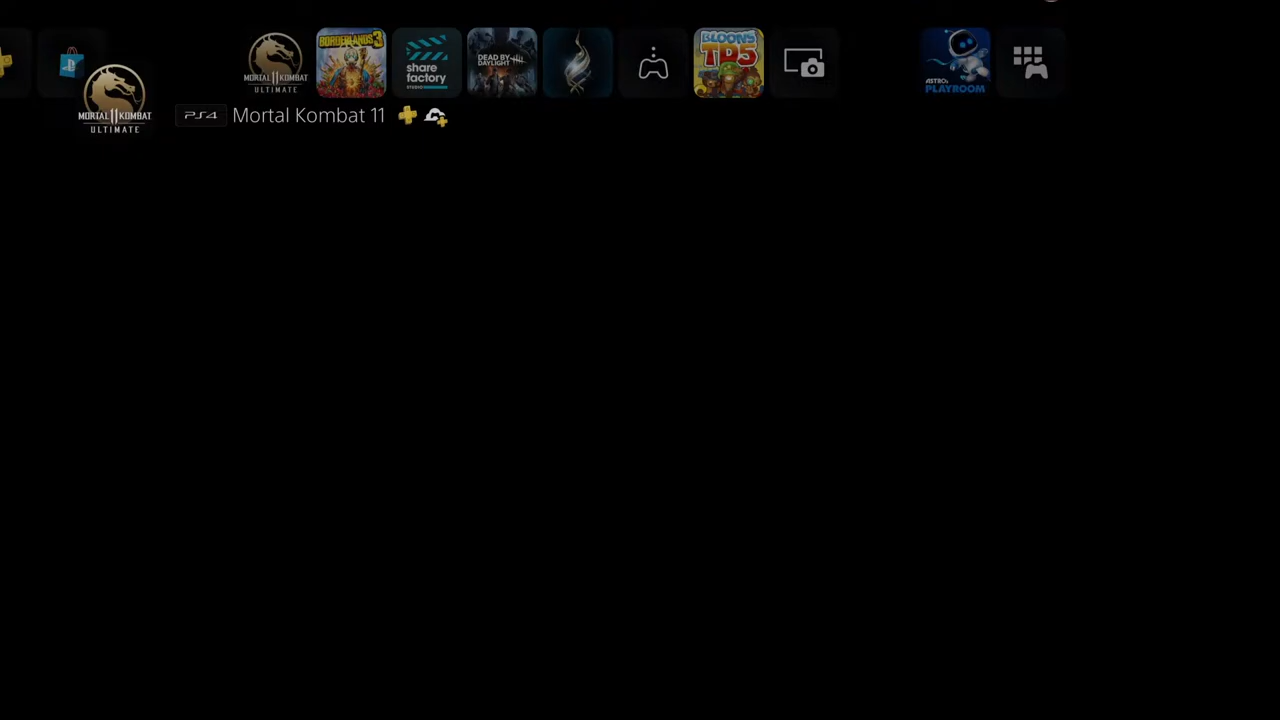 MORTAL KOMBAT
ULTIMATE
BORDERLANDS 3
share
factory
STUDIO
DEAD BY
DAYLIGHT
BLOONS
TD5
ASTRO's
PLAYROOM
MORTAL KOMBAT
ULTIMATE
PS4 Mortal Kombat 11